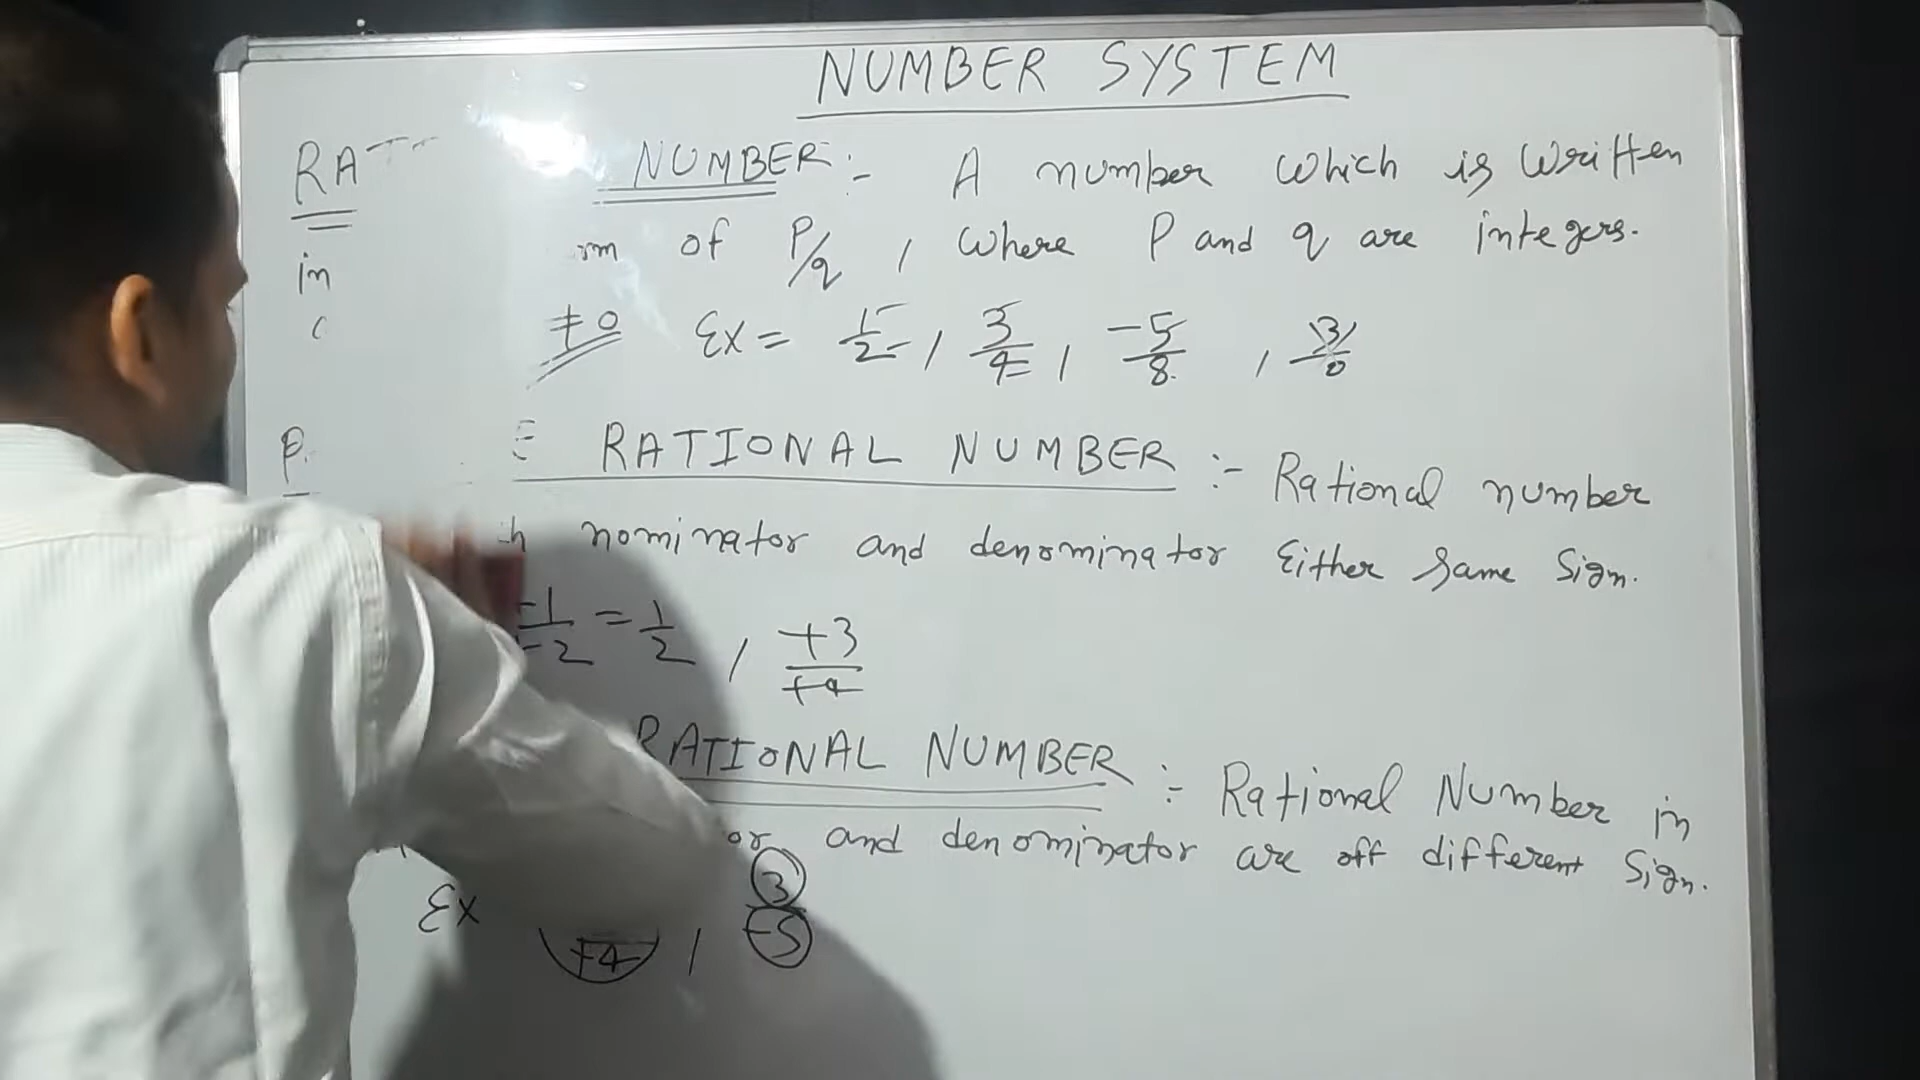 NUMBER SYSTEM
NUMBER :- A number which is written
in of P/q , where P and q are integers.
≠0 Ex = 1/2 , 3/4 , -5/8 , 3/0
RATIONAL NUMBER :- Rational number
nominator and denominator Either Same Sign.
-1/-2 = 1/2 , +3/+4
RATIONAL NUMBER :- Rational Number in
and denominator are off different Sign.
Ex +4 , 3/-5